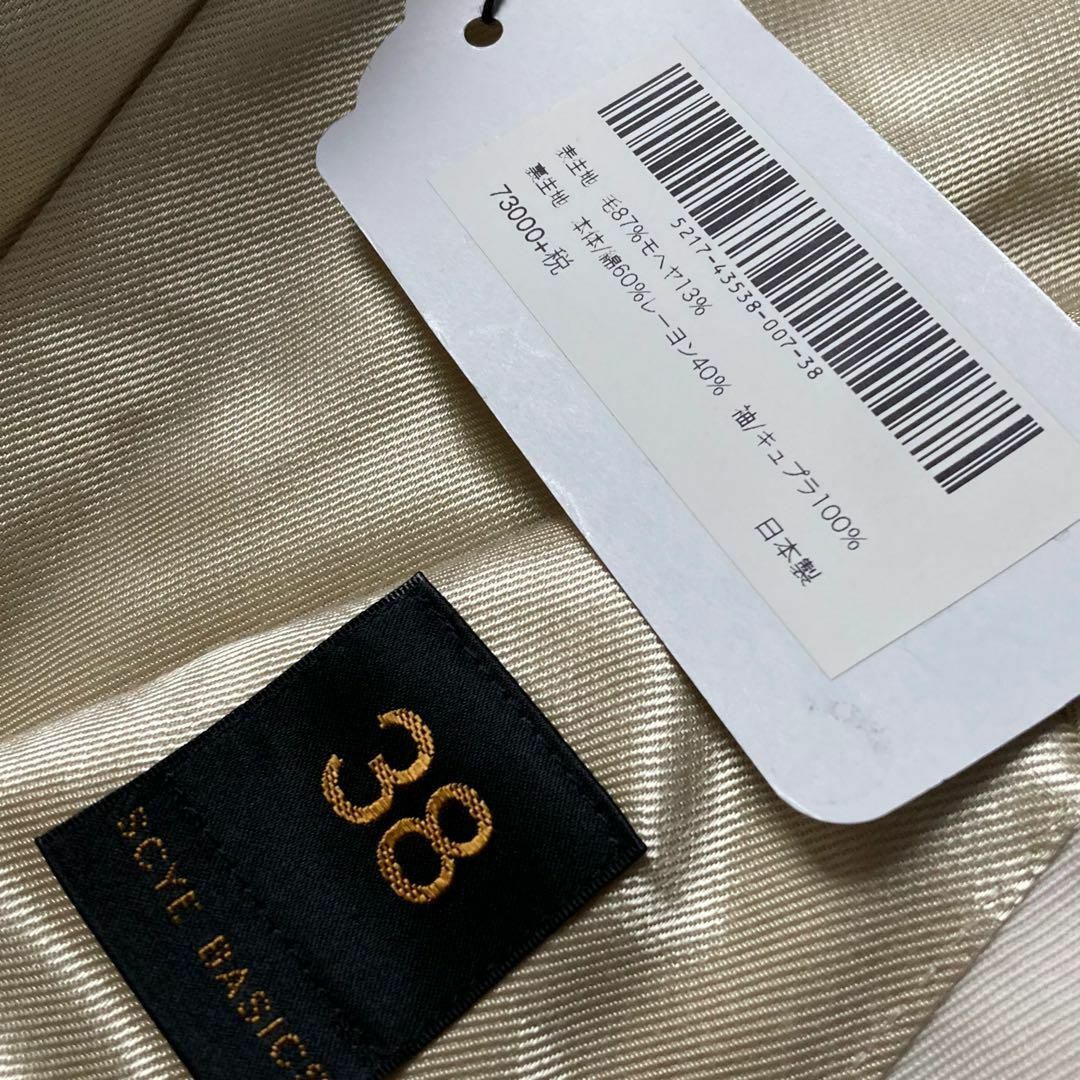 5217-43538-007-38
表生地 毛87%モヘヤ13%
裏生地 本体/綿60%レーヨン40% 袖/キュプラ100%
73000+税
日本製
38
SCYE BASICS